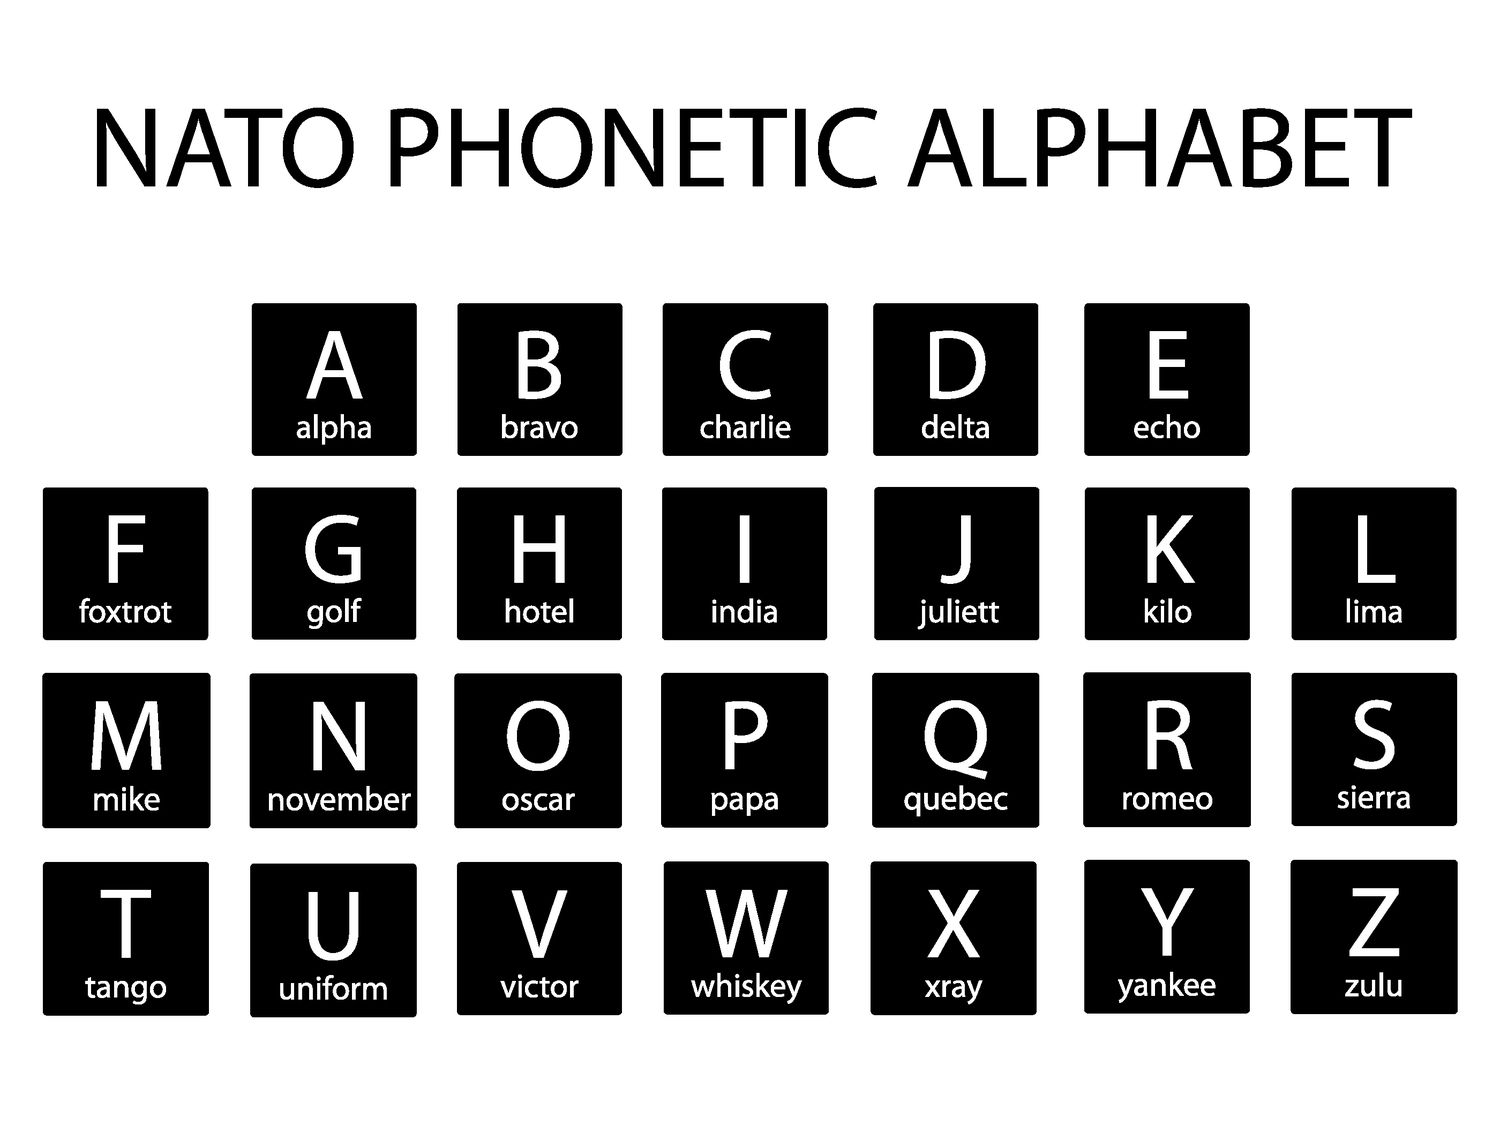 NATO PHONETIC ALPHABET
A B C D E
alpha bravo charlie delta echo
F G H I J K L
foxtrot golf hotel india juliett kilo lima
M N O P Q R S
mike november oscar papa quebec romeo sierra
T U V W X Y Z
tango uniform victor whiskey xray yankee zulu